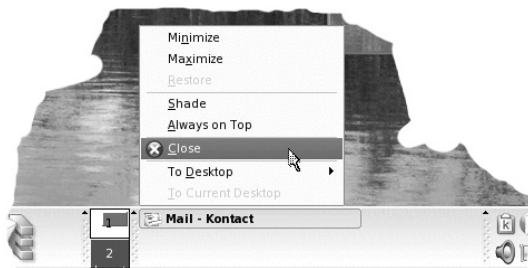 Minimize
Maximize
Restore
Shade
Always on Top
Close
To Desktop
To Current Desktop
1
Mail - Kontact
2
k